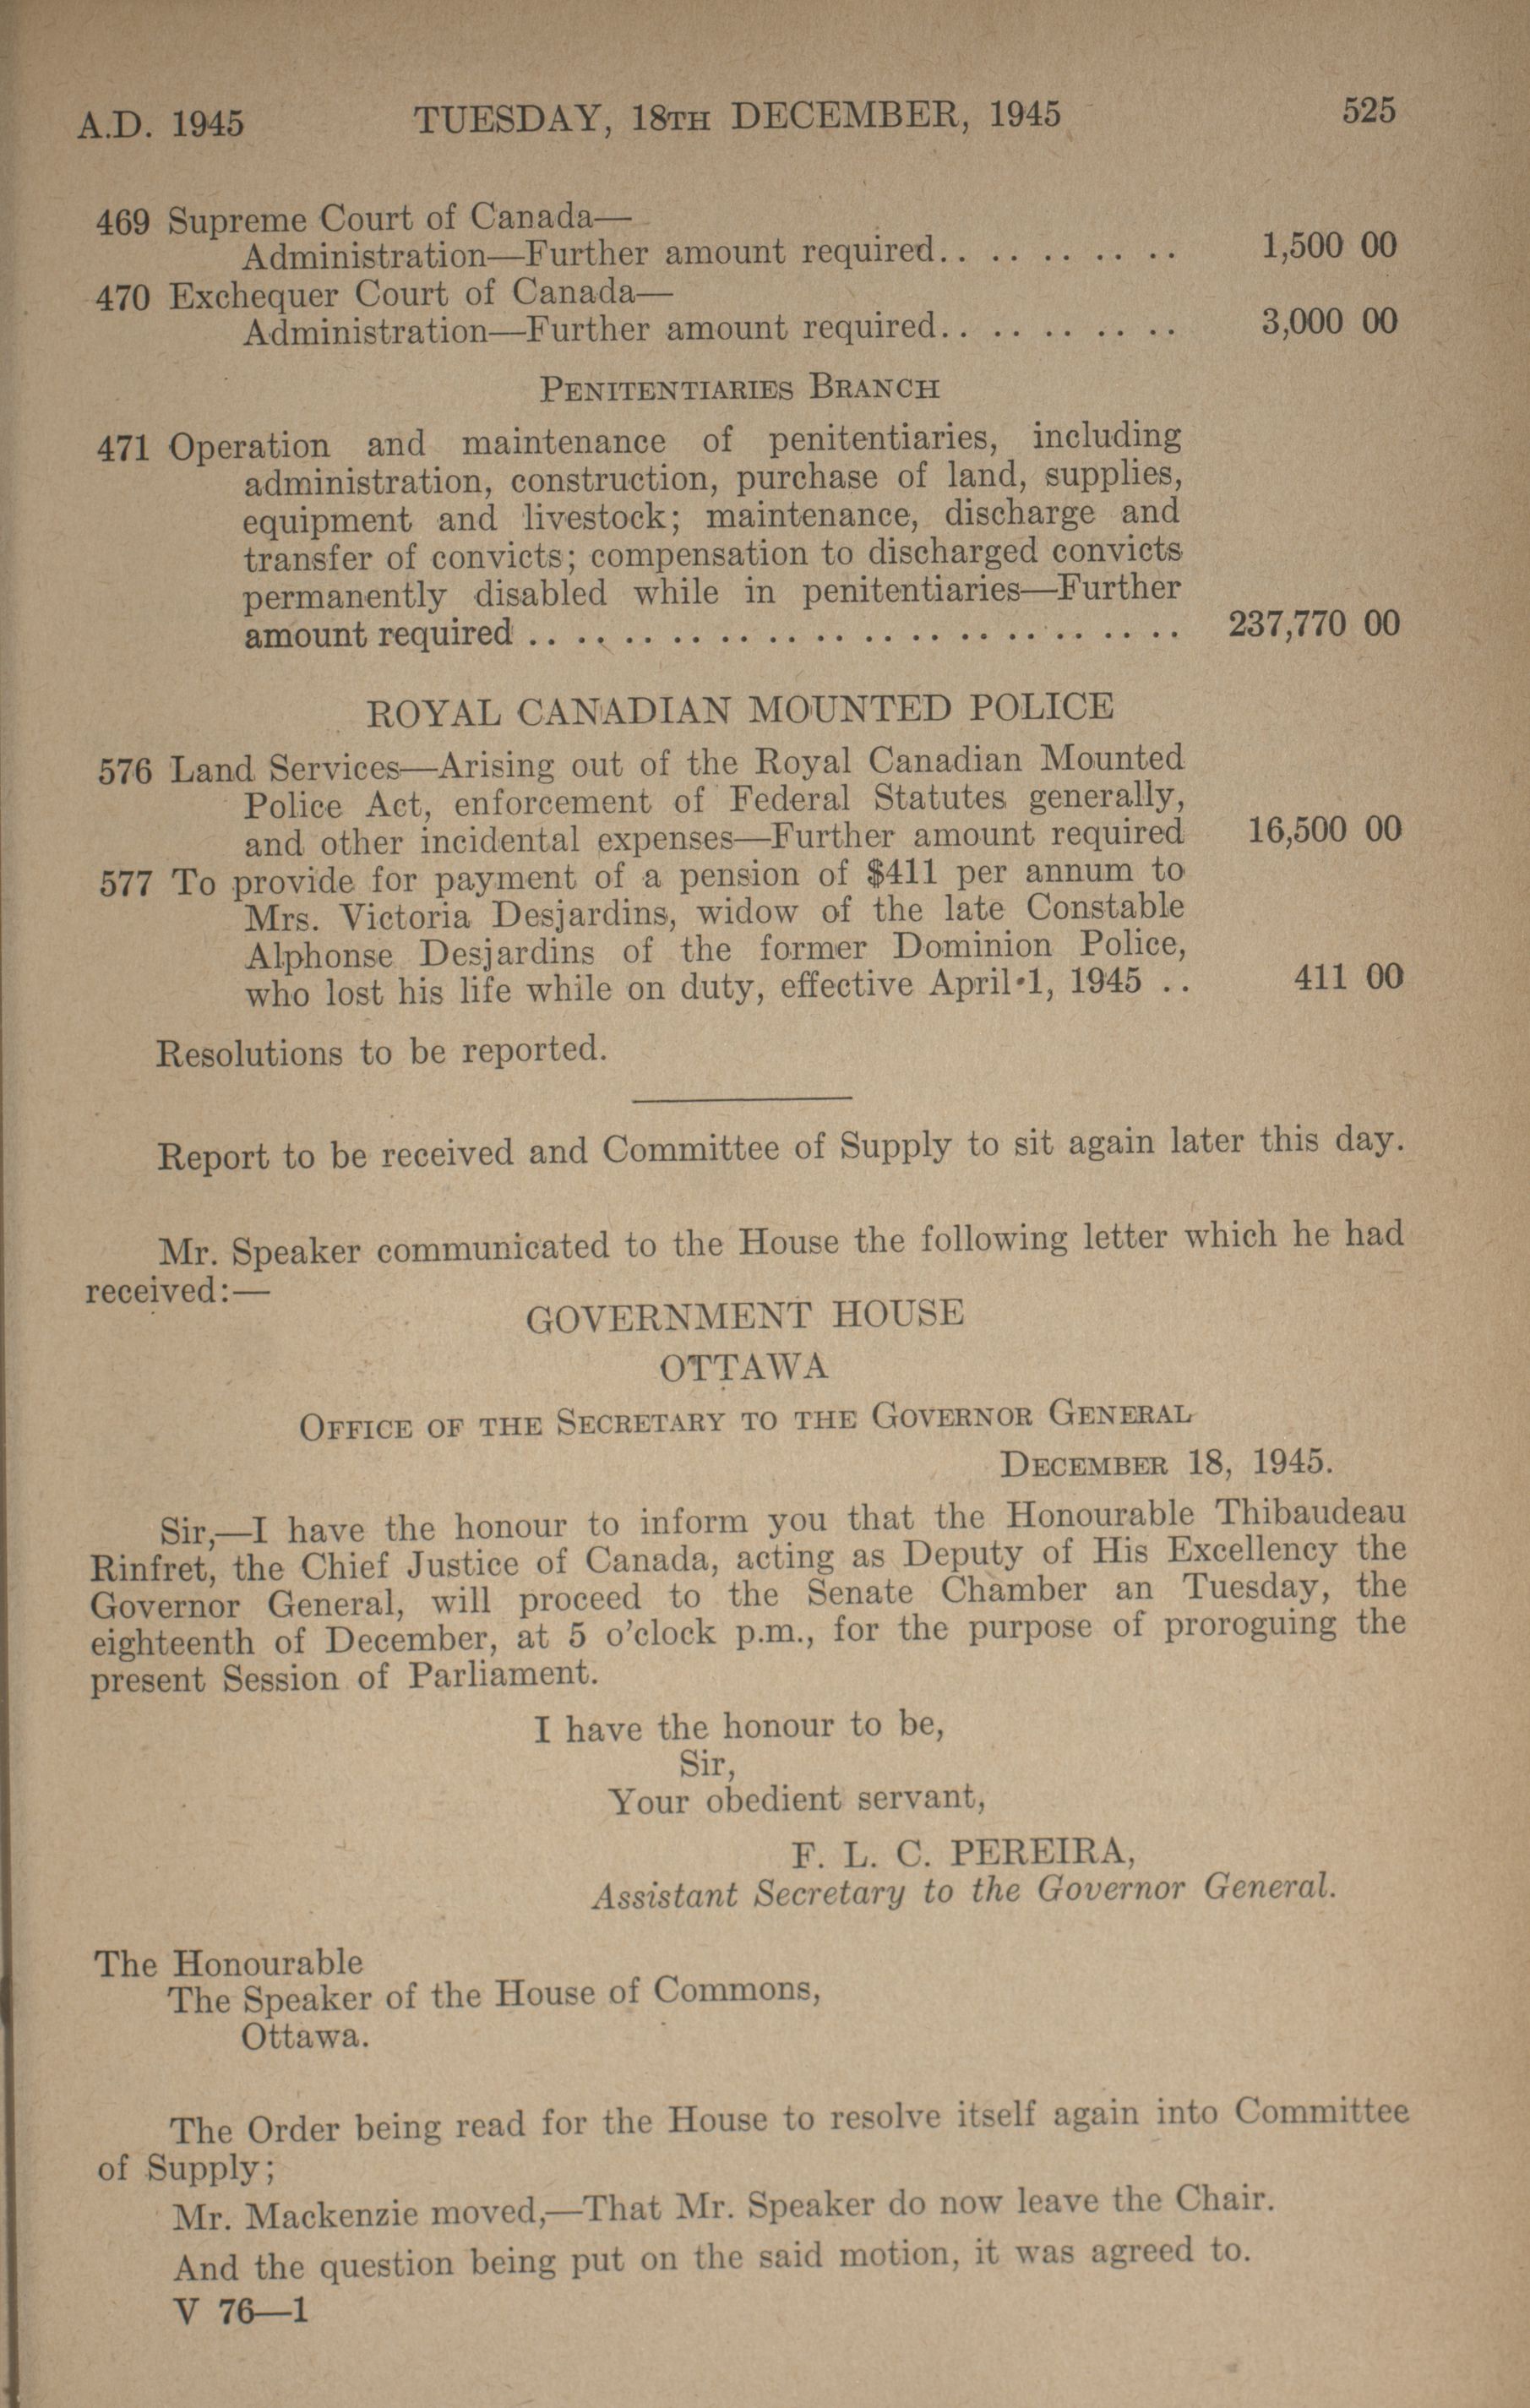 A.D. 1945 TUESDAY, 18TH DECEMBER, 1945 525
469 Supreme Court of Canada—
Administration—Further amount required. . . . . . . . . . 1,500 00
470 Exchequer Court of Canada—
Administration—Further amount required. . . . . . . . . . 3,000 00
PENITENTIARIES BRANCH
471 Operation and maintenance of penitentiaries, including
administration, construction, purchase of land, supplies,
equipment and livestock; maintenance, discharge and
transfer of convicts; compensation to discharged convicts
permanently disabled while in penitentiaries—Further
amount required . . . . . . . . . . . . . . . . . . . . . . . . . . . . 237,770 00
ROYAL CANADIAN MOUNTED POLICE
576 Land Services—Arising out of the Royal Canadian Mounted
Police Act, enforcement of Federal Statutes generally,
and other incidental expenses—Further amount required 16,500 00
577 To provide for payment of a pension of $411 per annum to
Mrs. Victoria Desjardins, widow of the late Constable
Alphonse Desjardins of the former Dominion Police,
who lost his life while on duty, effective April 1, 1945 . . 411 00
Resolutions to be reported.
Report to be received and Committee of Supply to sit again later this day.
Mr. Speaker communicated to the House the following letter which he had
received:—
GOVERNMENT HOUSE
OTTAWA
OFFICE OF THE SECRETARY TO THE GOVERNOR GENERAL
DECEMBER 18, 1945.
Sir,—I have the honour to inform you that the Honourable Thibaudeau
Rinfret, the Chief Justice of Canada, acting as Deputy of His Excellency the
Governor General, will proceed to the Senate Chamber an Tuesday, the
eighteenth of December, at 5 o'clock p.m., for the purpose of proroguing the
present Session of Parliament.
I have the honour to be,
Sir,
Your obedient servant,
F. L. C. PEREIRA,
Assistant Secretary to the Governor General.
The Honourable
The Speaker of the House of Commons,
Ottawa.
The Order being read for the House to resolve itself again into Committee
of Supply;
Mr. Mackenzie moved,—That Mr. Speaker do now leave the Chair.
And the question being put on the said motion, it was agreed to.
V 76—1